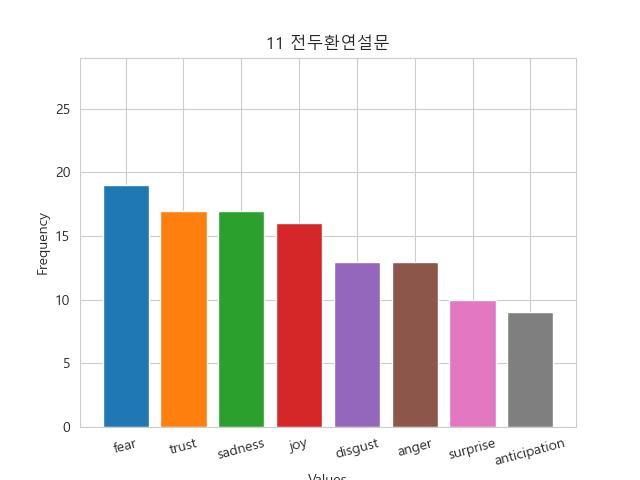 11 전두환연설문
25
20
15
10
5
0
Frequency
fear trust sadness joy disgust anger surprise anticipation
Values